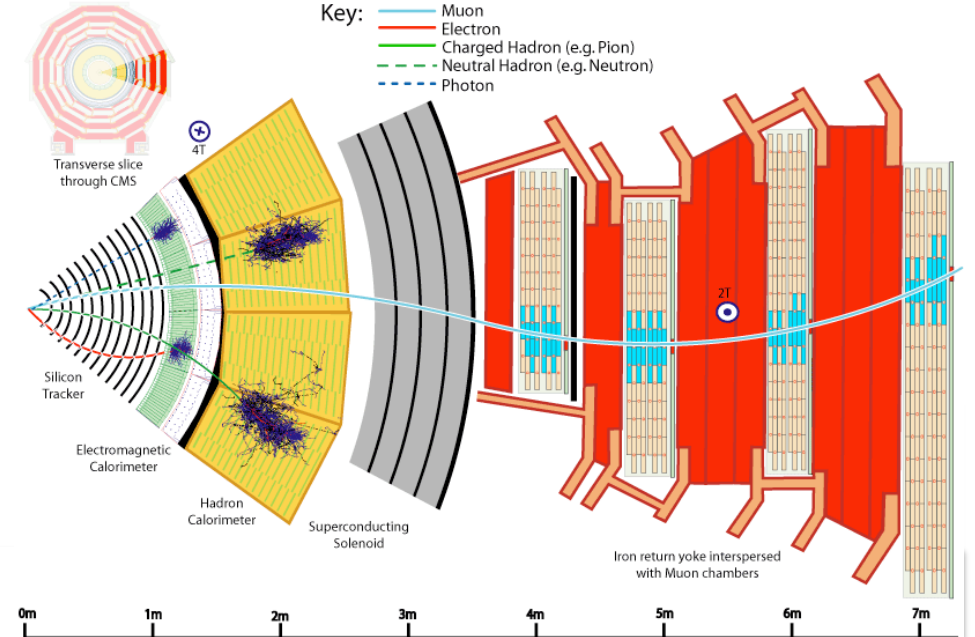 Key:
Muon
Electron
Charged Hadron (e.g. Pion)
Neutral Hadron (e.g. Neutron)
Photon
Transverse slice
through CMS
4T
2T
Silicon
Tracker
Electromagnetic
Calorimeter
Hadron
Calorimeter
Superconducting
Solenoid
Iron return yoke interspersed
with Muon chambers
0m 1m 2m 3m 4m 5m 6m 7m